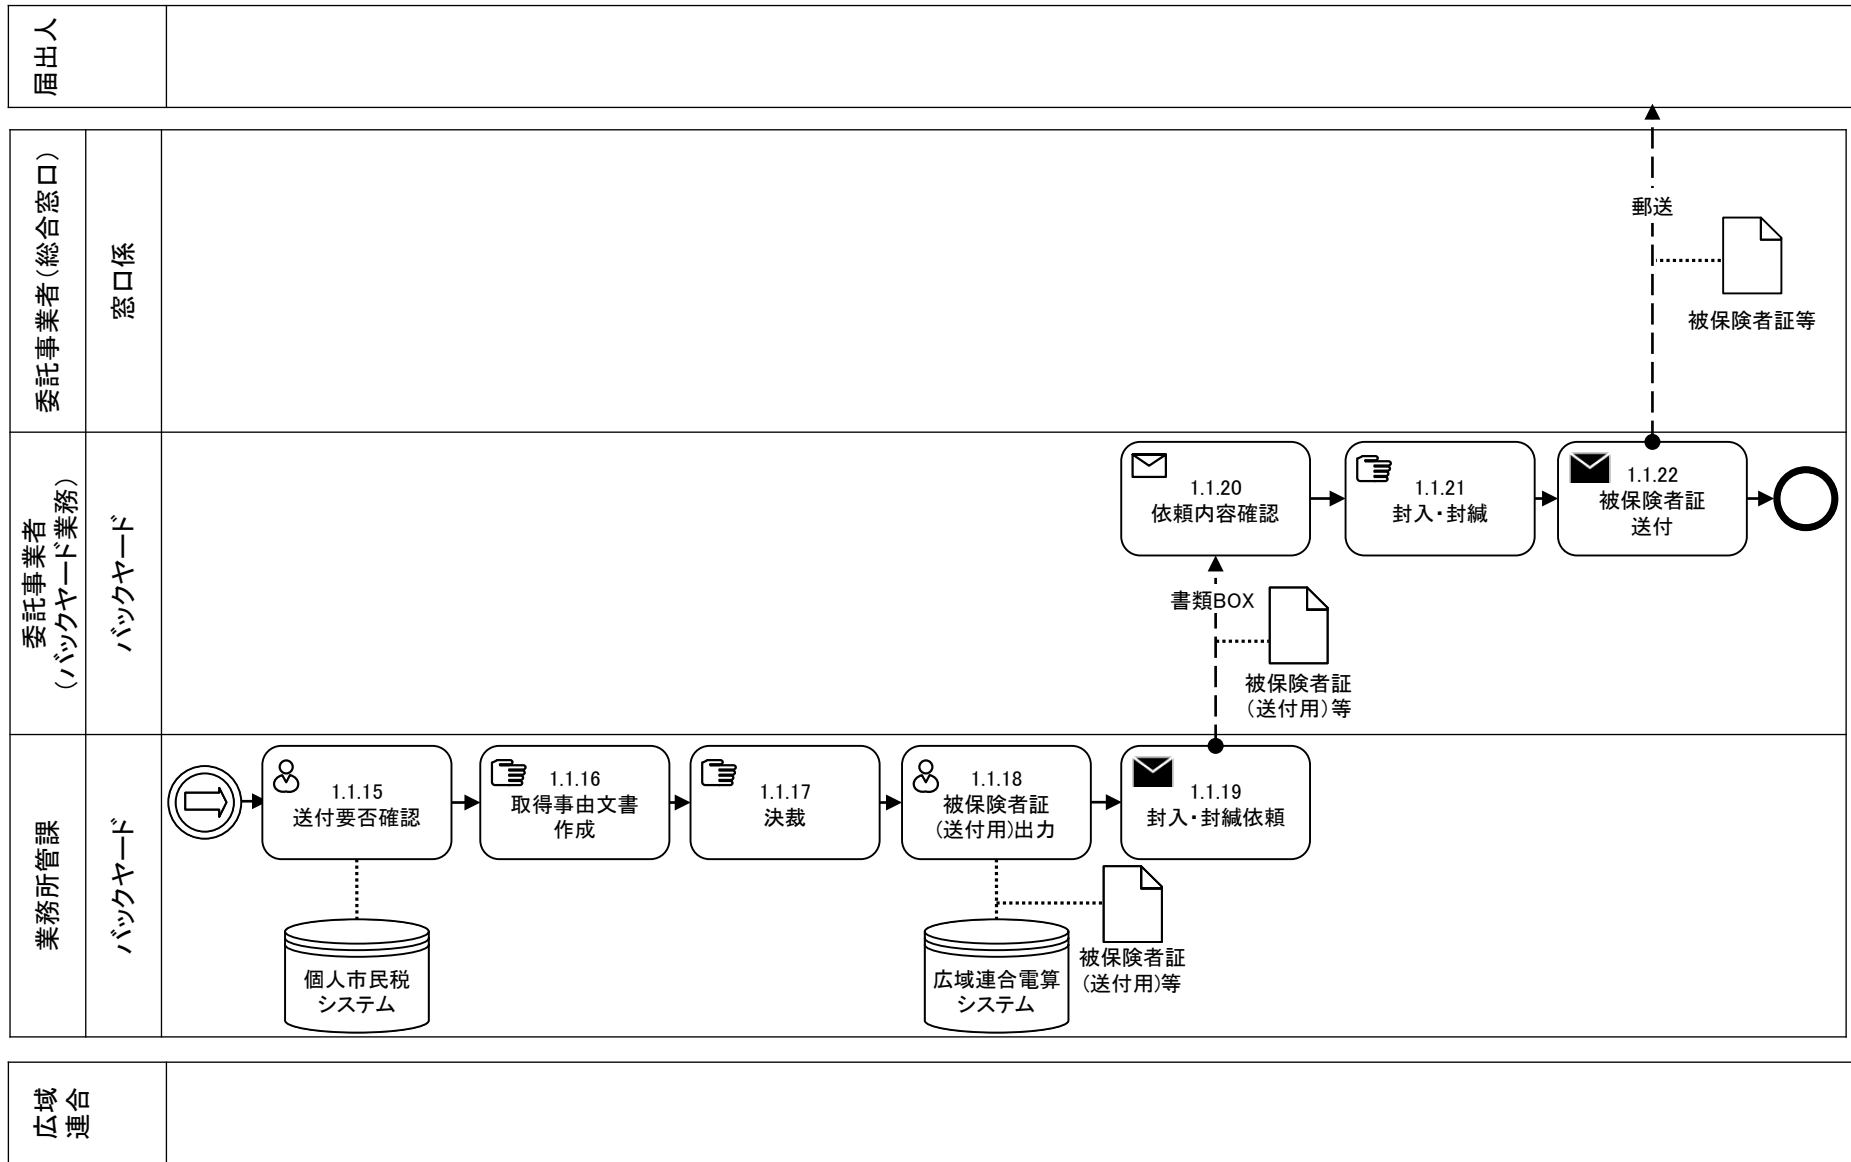 届出人
委託事業者（総合窓口）
窓口係
郵送
被保険者証等
委託事業者
（バックヤード業務）
バックヤード
1.1.20
依頼内容確認
1.1.21
封入・封緘
1.1.22
被保険者証
送付
書類BOX
被保険者証
（送付用）等
業務所管課
バックヤード
1.1.15
送付要否確認
1.1.16
取得事由文書
作成
1.1.17
決裁
1.1.18
被保険者証
(送付用)出力
1.1.19
封入・封緘依頼
個人市民税
システム
広域連合電算
システム
被保険者証
(送付用)等
広域
連合